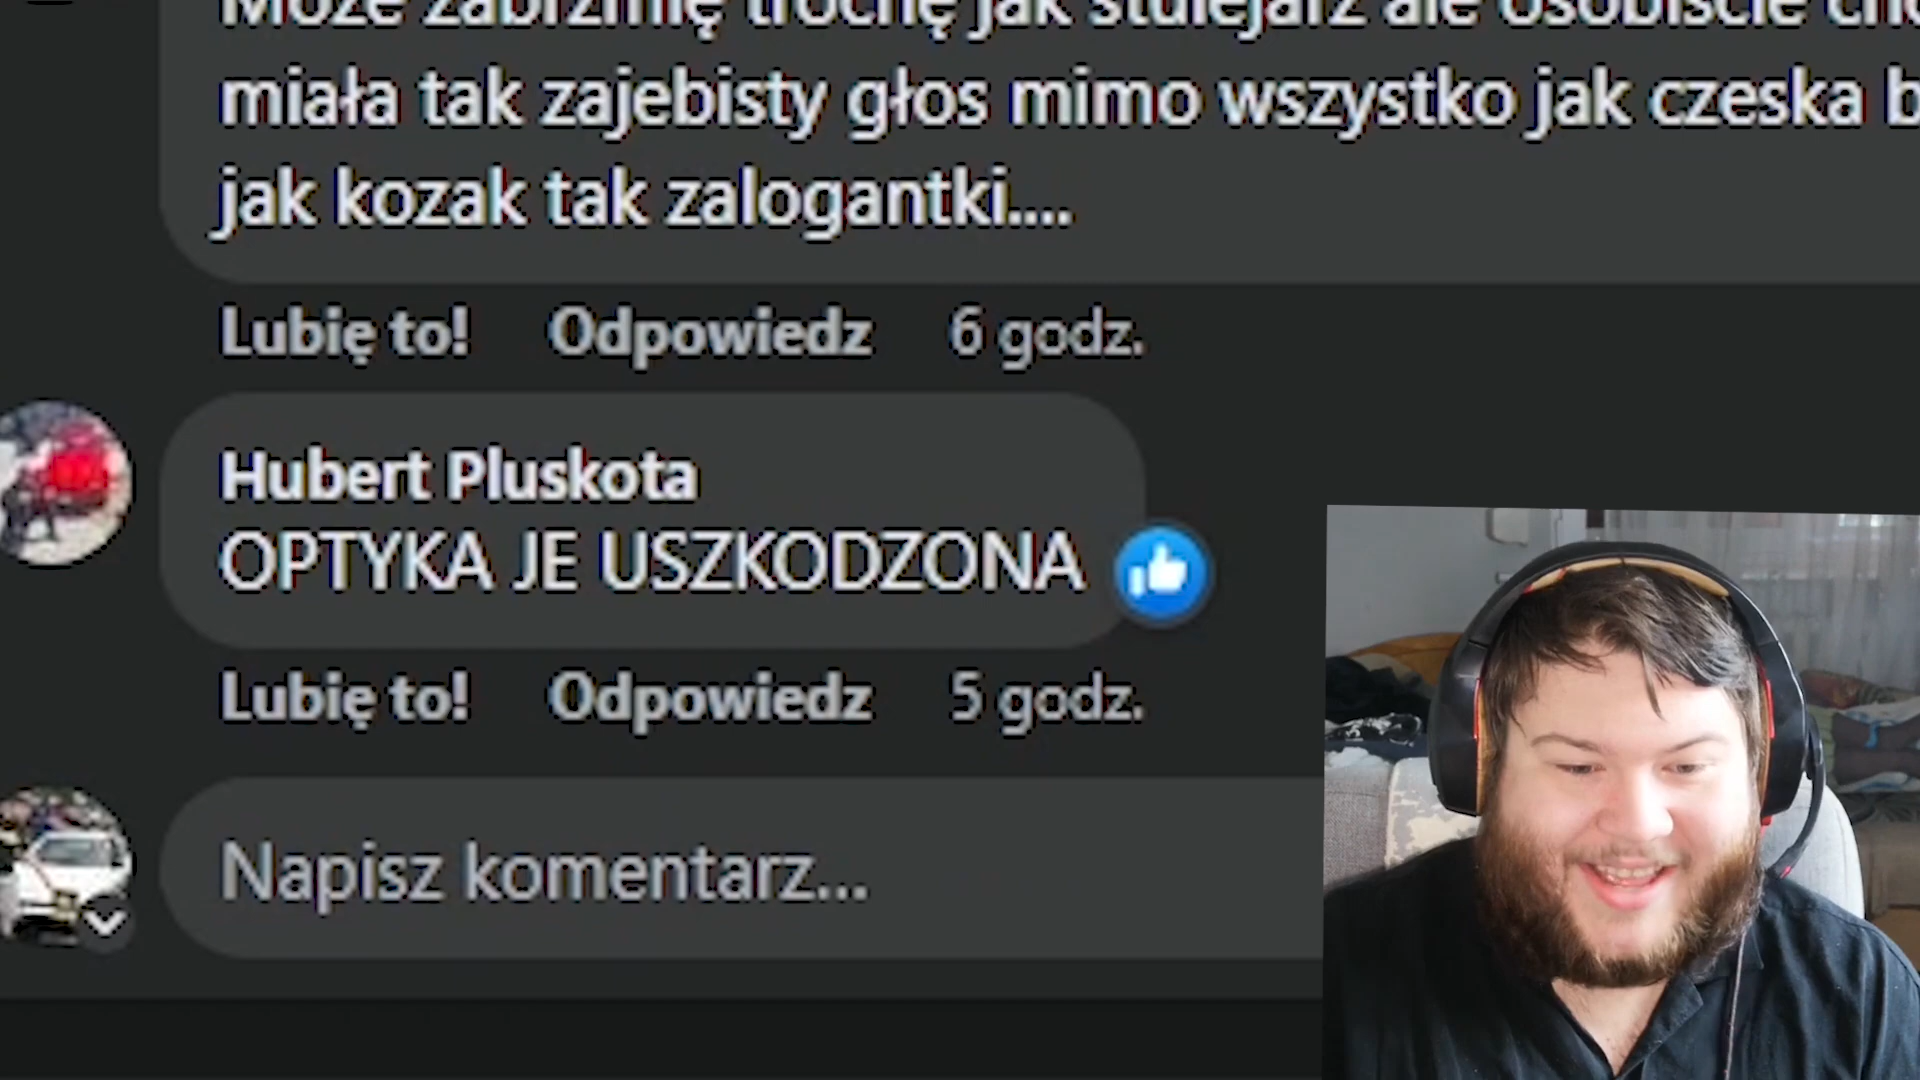 Może zabrzmię trochę jak stulejarz ale osobiście
miała tak zajebisty głos mimo wszystko jak czeska
jak kozak tak zalogantki....
Lubię to! Odpowiedz 6 godz.
Hubert Pluskota
OPTYKA JE USZKODZONA
Lubię to! Odpowiedz 5 godz.
Napisz komentarz...